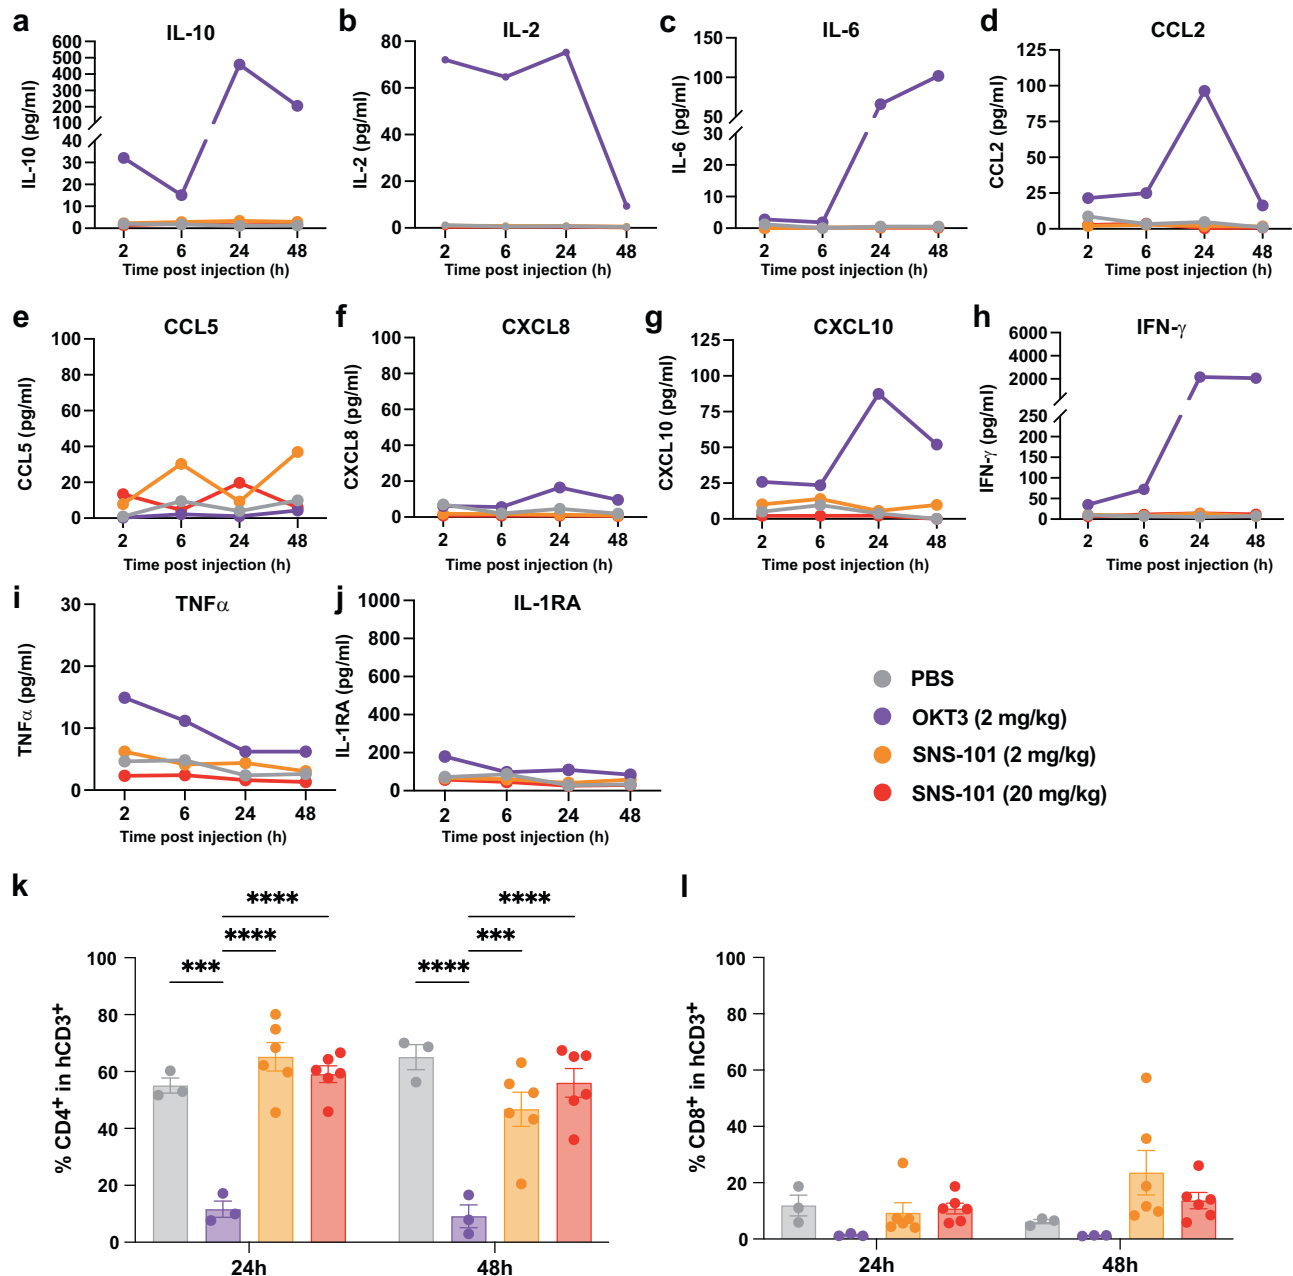 a
IL-10
IL-10 (pg/ml)
600
500
400
300
200
100
40
30
20
10
0
2 6 24 48
Time post injection (h)
b
IL-2
IL-2 (pg/ml)
80
60
40
20
0
2 6 24 48
Time post injection (h)
c
IL-6
IL-6 (pg/ml)
150
100
50
30
20
10
0
2 6 24 48
Time post injection (h)
d
CCL2
CCL2 (pg/ml)
125
100
75
50
25
0
2 6 24 48
Time post injection (h)
e
CCL5
CCL5 (pg/ml)
100
80
60
40
20
0
2 6 24 48
Time post injection (h)
f
CXCL8
CXCL8 (pg/ml)
100
80
60
40
20
0
2 6 24 48
Time post injection (h)
g
CXCL10
CXCL10 (pg/ml)
125
100
75
50
25
0
2 6 24 48
Time post injection (h)
h
IFN-γ
IFN-γ (pg/ml)
6000
4000
2000
250
200
150
100
50
0
2 6 24 48
Time post injection (h)
i
TNFα
TNFα (pg/ml)
30
20
10
0
2 6 24 48
Time post injection (h)
j
IL-1RA
IL-1RA (pg/ml)
1000
800
600
400
200
0
2 6 24 48
Time post injection (h)
PBS
OKT3 (2 mg/kg)
SNS-101 (2 mg/kg)
SNS-101 (20 mg/kg)
k
% CD4+ in hCD3+
100
80
60
40
20
0
****
****
***
****
***
****
24h 48h
l
% CD8+ in hCD3+
100
80
60
40
20
0
24h 48h